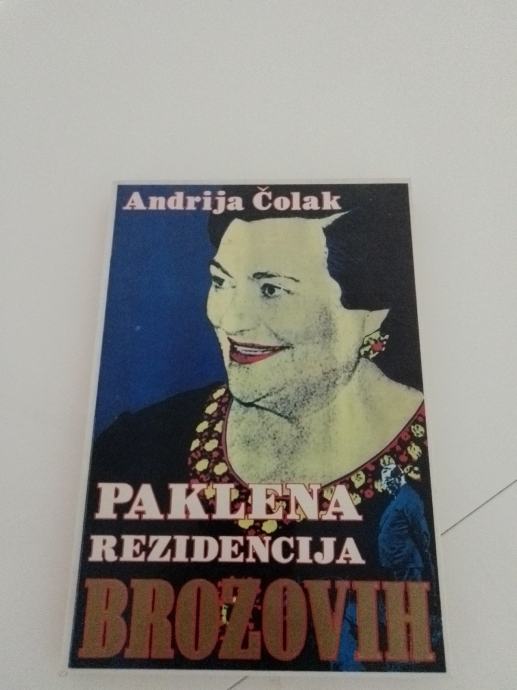 Andrija Čolak
PAKLENA
REZIDENCIJA
BROZOVIH